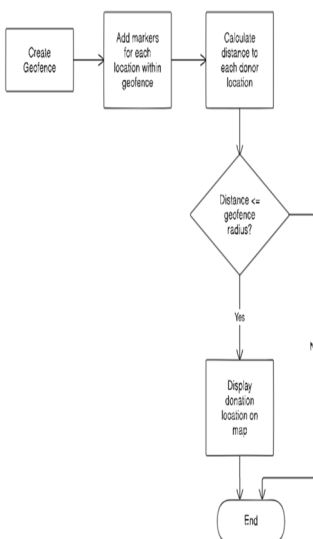 Create
Geofence
Add markers
for each
location within
geofence
Calculate
distance to
each donor
location
Distance <=
geofence
radius?
Yes
Display
donation
location on
map
End